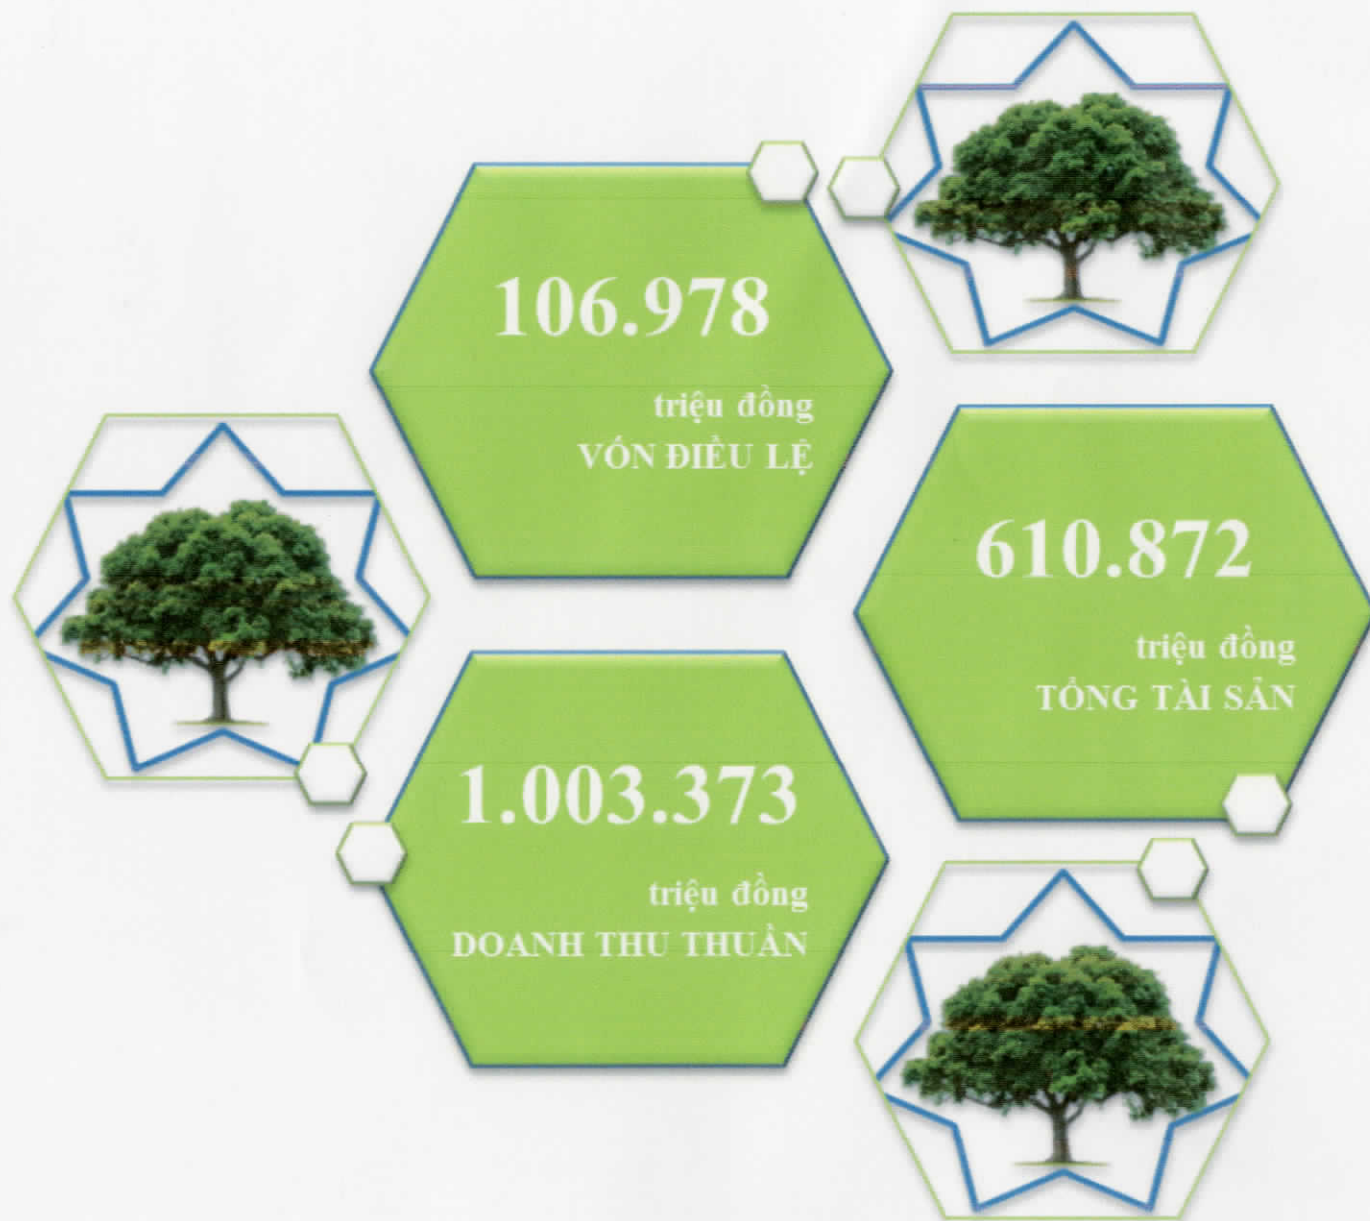 106.978
triệu đồng
VỐN ĐIỀU LỆ
610.872
triệu đồng
TỔNG TÀI SẢN
1.003.373
triệu đồng
DOANH THU THUẦN